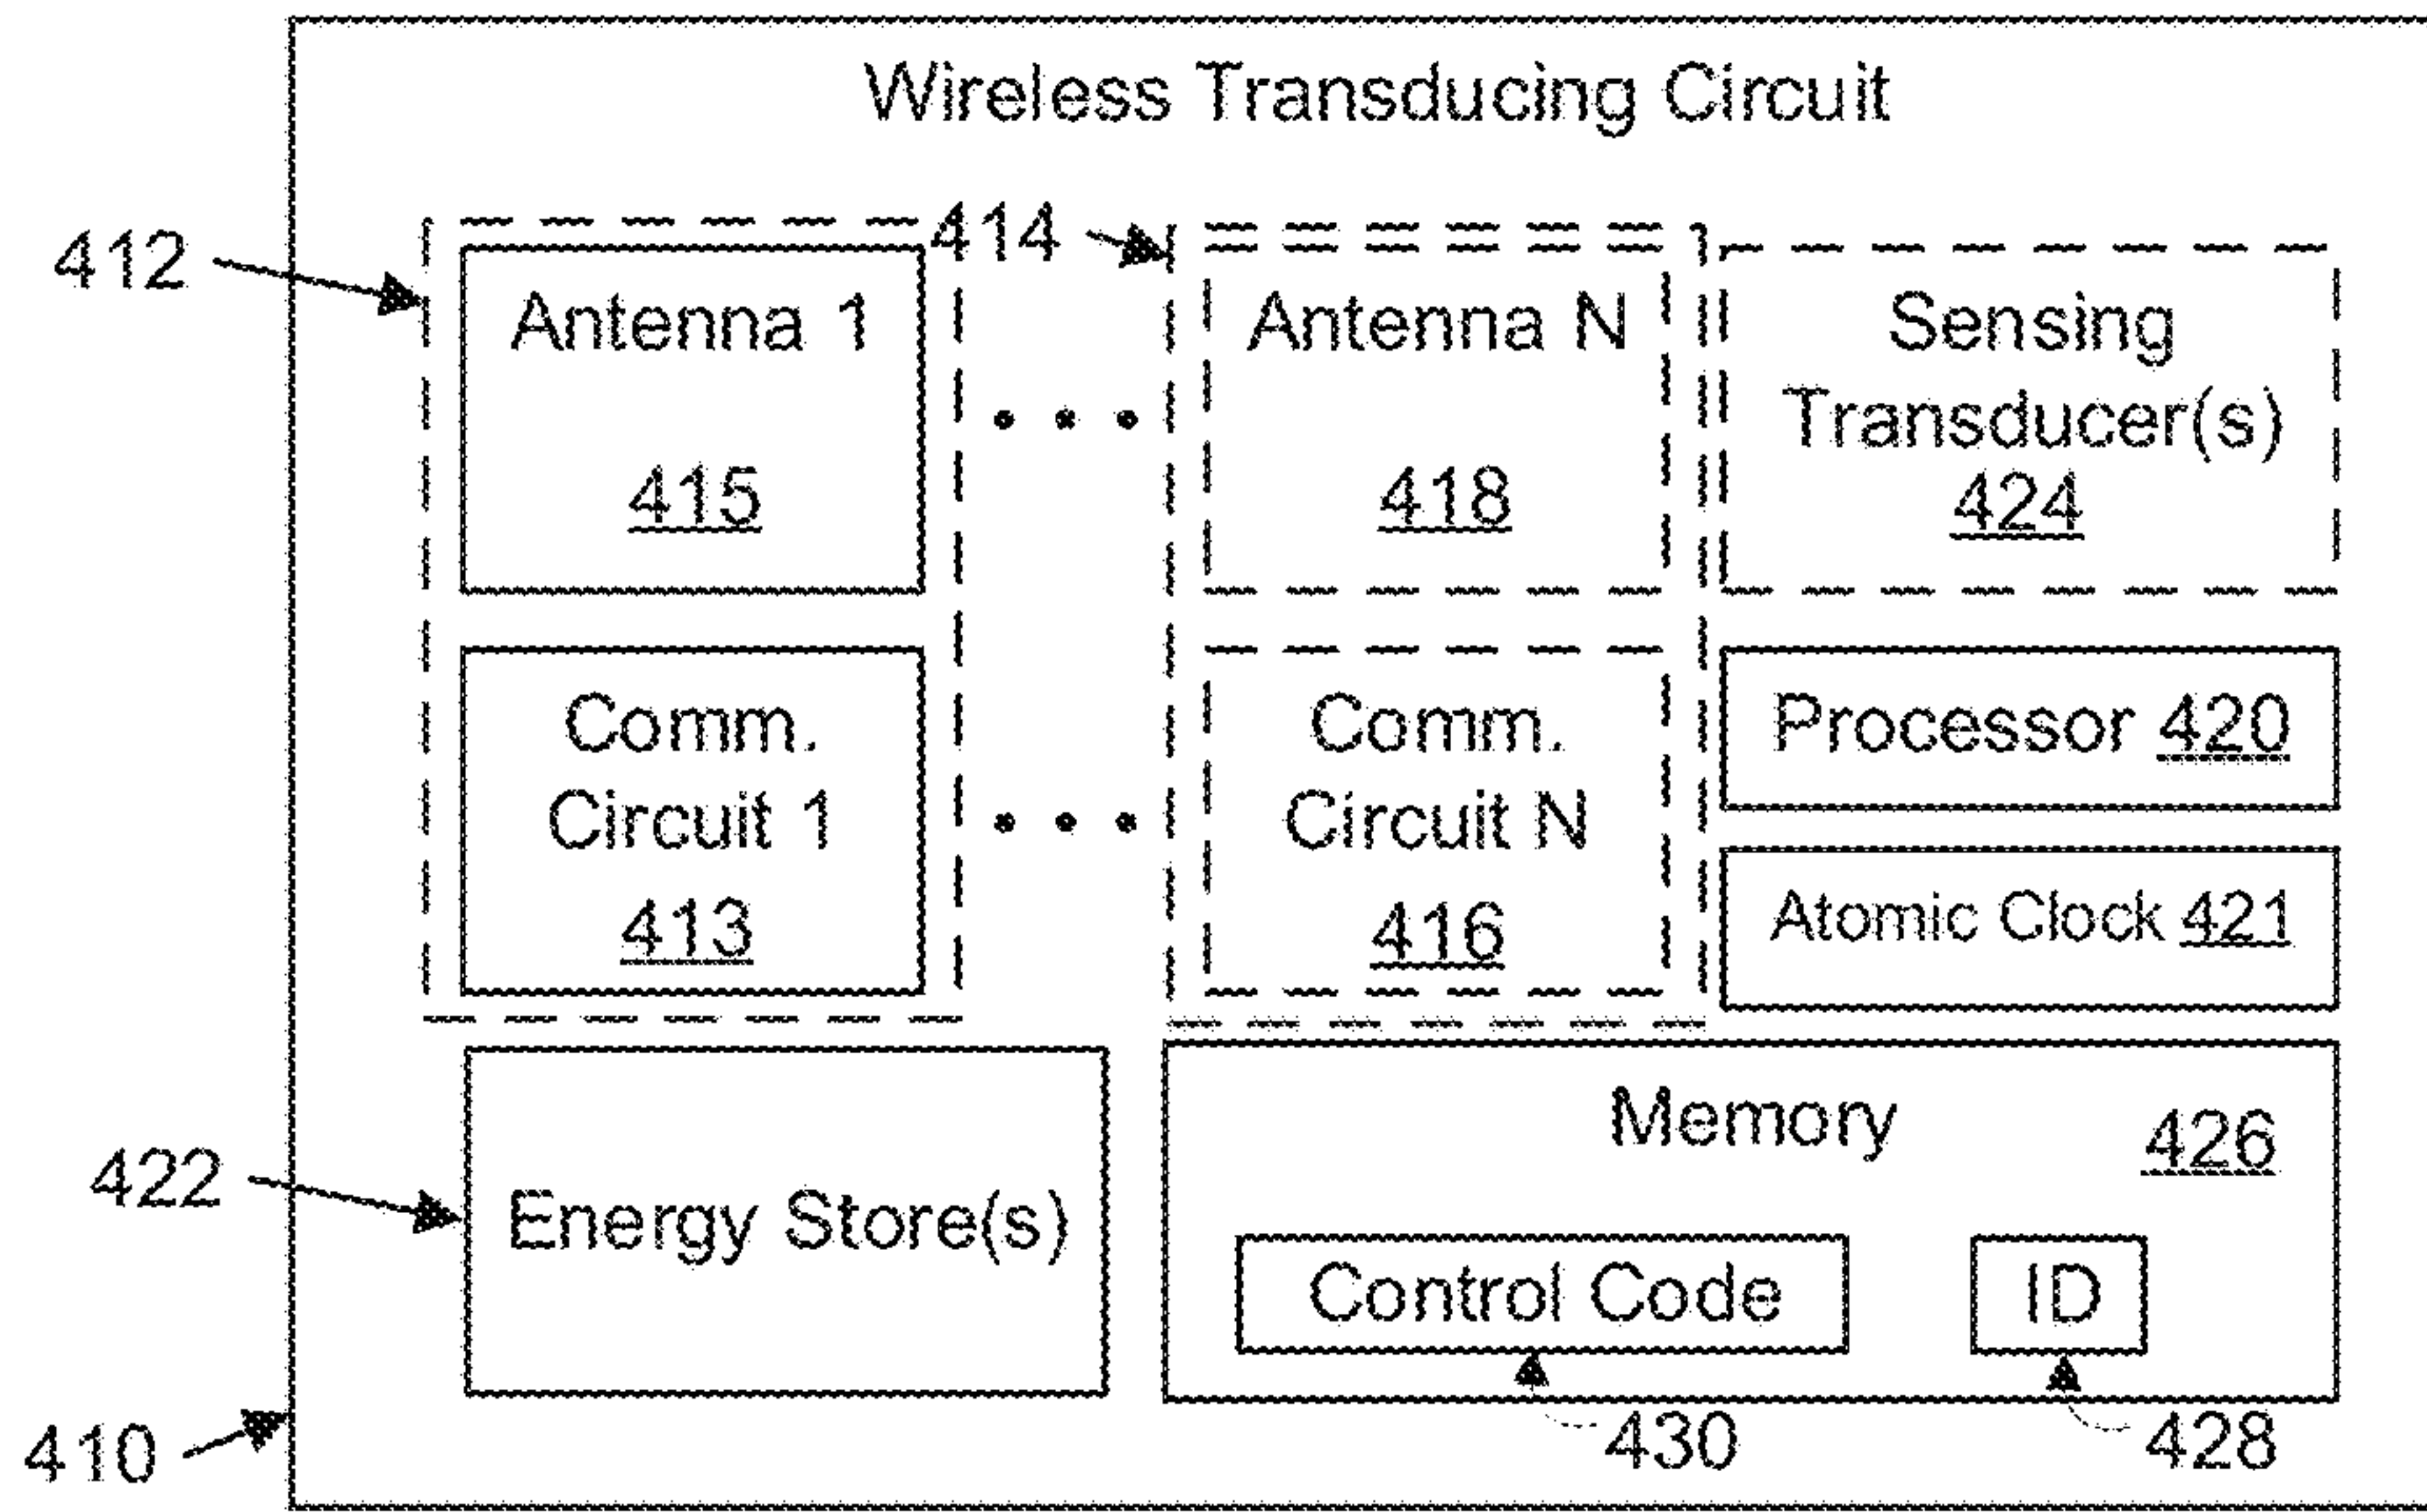 Wireless Transducing Circuit
412
414
Antenna 1
415
Antenna N
418
Sensing
Transducer(s)
424
Comm.
Circuit 1
413
Comm.
Circuit N
416
Processor 420
Atomic Clock 421
422
Energy Store(s)
Memory
426
Control Code
ID
410
430
428